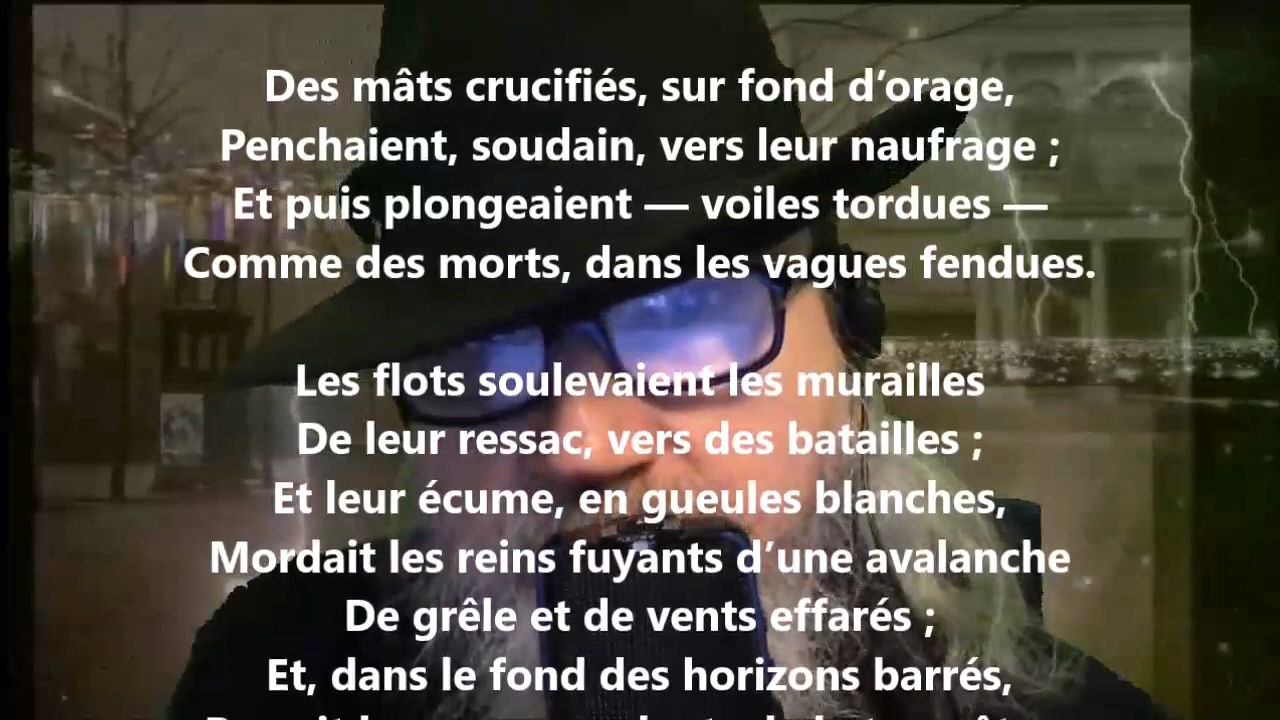 Des mâts crucifiés, sur fond d’orage,
Penchaient, soudain, vers leur naufrage ;
Et puis plongeaient — voiles tordues —
Comme des morts, dans les vagues fendues.
Les flots soulevaient les murailles
De leur ressac, vers des batailles ;
Et leur écume, en gueules blanches,
Mordait les reins fuyants d’une avalanche
De grêle et de vents effarés ;
Et, dans le fond des horizons barrés,